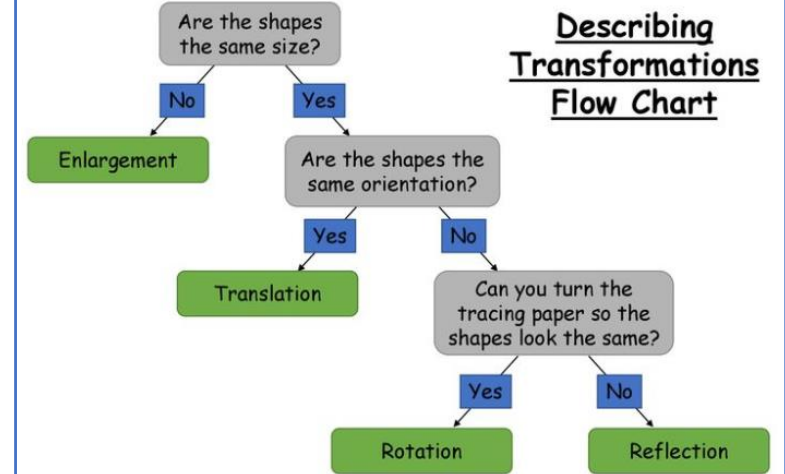 Describing
Transformations
Flow Chart
Are the shapes
the same size?
No
Yes
Enlargement
Are the shapes the
same orientation?
Yes
No
Translation
Can you turn the
tracing paper so the
shapes look the same?
Yes
No
Rotation
Reflection